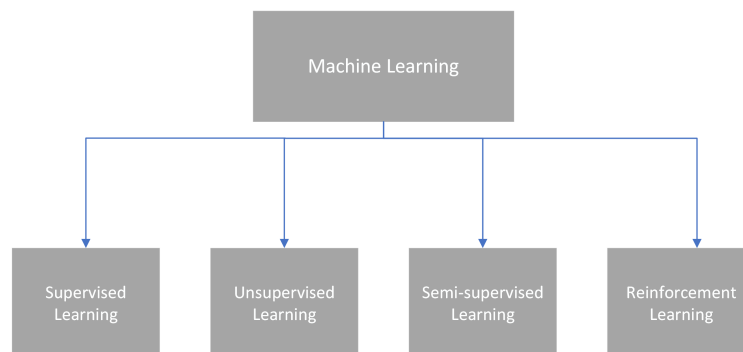 Machine Learning
Supervised
Learning
Unsupervised
Learning
Semi-supervised
Learning
Reinforcement
Learning